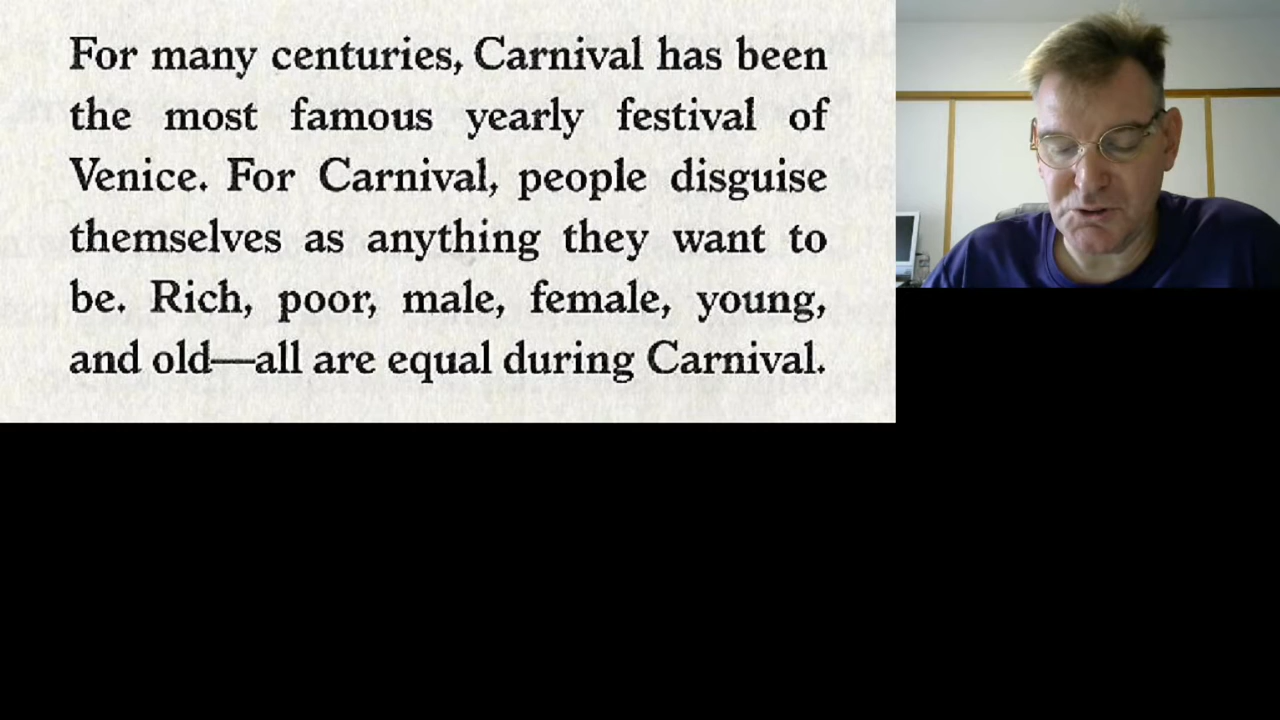 For many centuries, Carnival has been
the most famous yearly festival of
Venice. For Carnival, people disguise
themselves as anything they want to
be. Rich, poor, male, female, young,
and old—all are equal during Carnival.